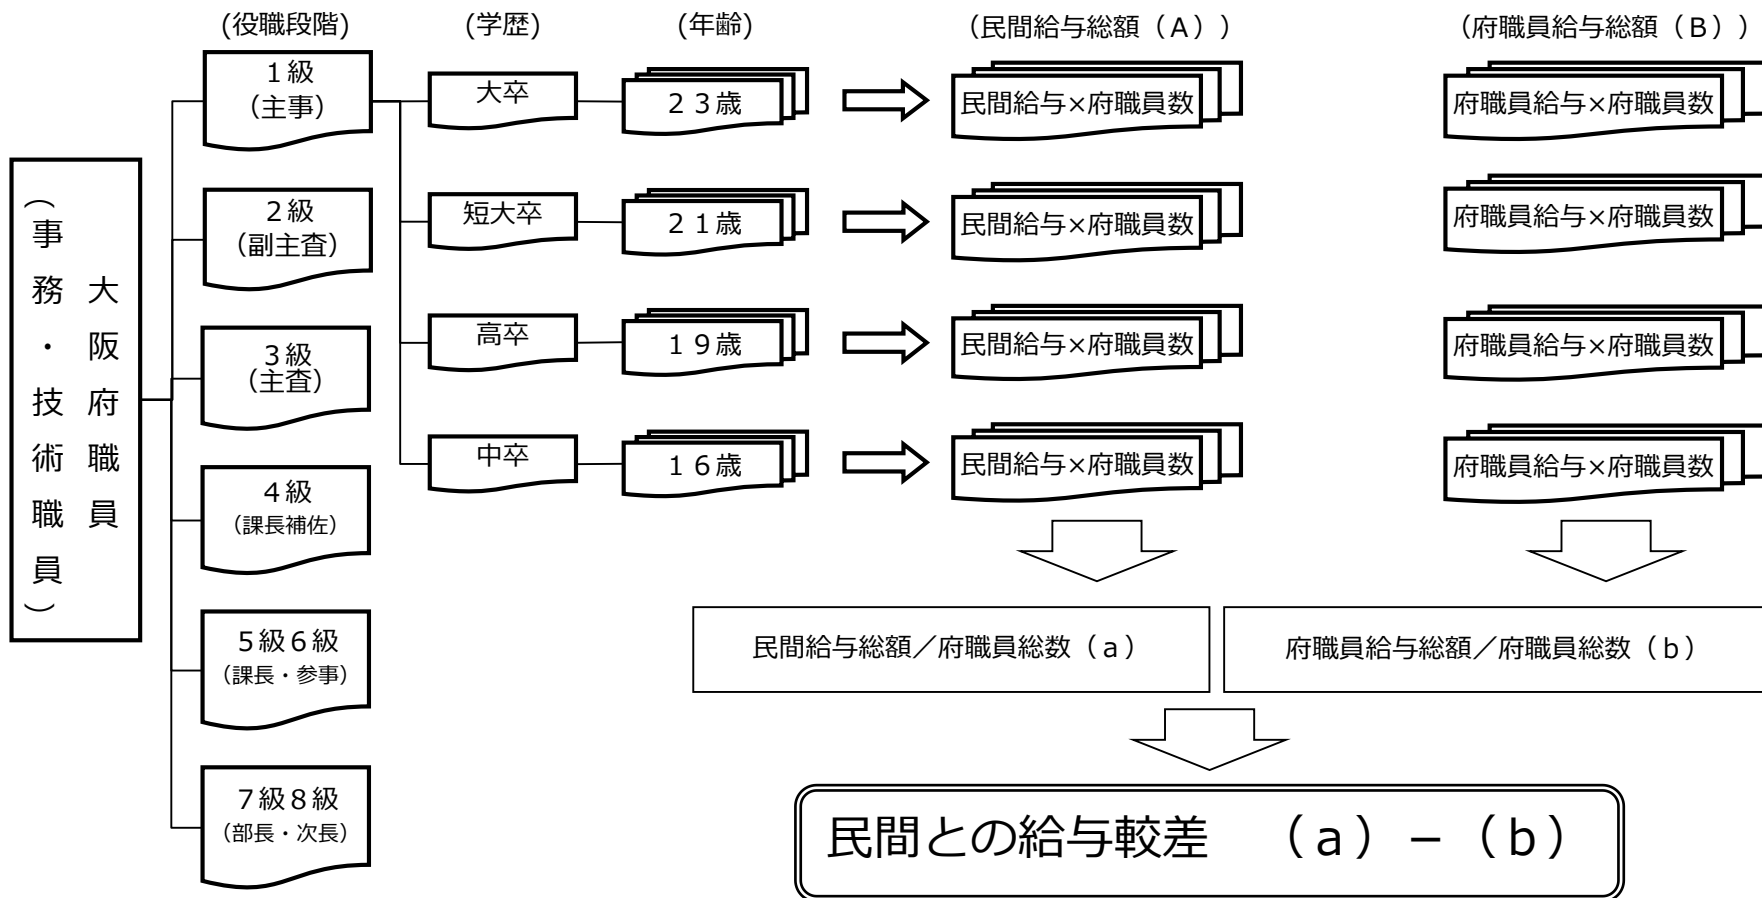 (役職段階)
(学歴)
(年齢)
（民間給与総額（Ａ））
（府職員給与総額（Ｂ））
大阪府職員
（事務・技術職員）
１級
（主事）
２級
（副主査）
３級
（主査）
４級
（課長補佐）
５級６級
（課長・参事）
７級８級
（部長・次長）
大卒
２３歳
民間給与×府職員数
府職員給与×府職員数
短大卒
２１歳
民間給与×府職員数
府職員給与×府職員数
高卒
１９歳
民間給与×府職員数
府職員給与×府職員数
中卒
１６歳
民間給与×府職員数
府職員給与×府職員数
民間給与総額／府職員総数（ａ）
府職員給与総額／府職員総数（ｂ）
民間との給与較差　（ａ）－（ｂ）